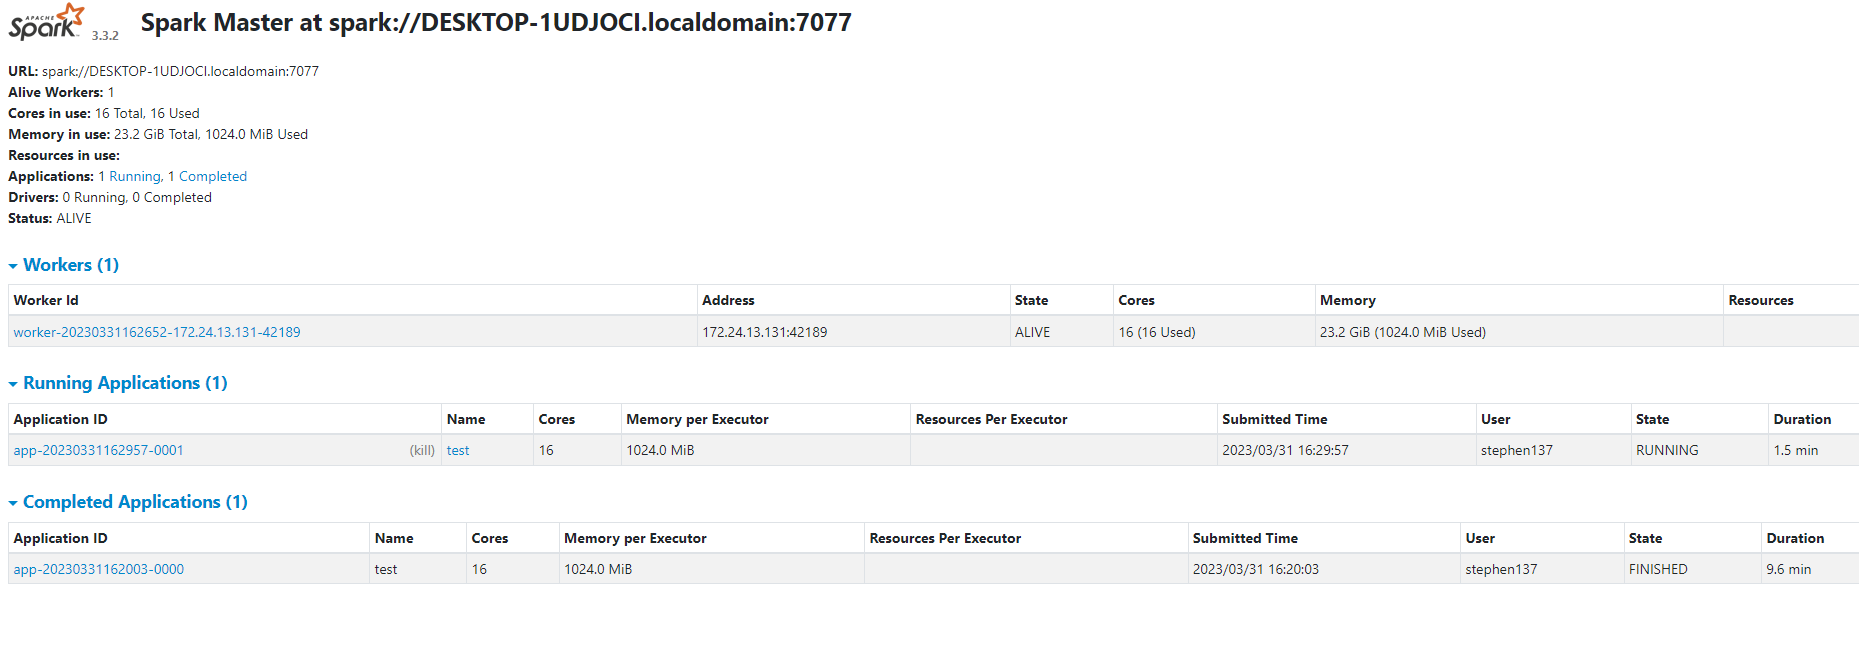 APACHE
Spark 3.3.2 Spark Master at spark://DESKTOP-1UDJOCI.localdomain:7077
URL: spark://DESKTOP-1UDJOCI.localdomain:7077
Alive Workers: 1
Cores in use: 16 Total, 16 Used
Memory in use: 23.2 GiB Total, 1024.0 MiB Used
Resources in use:
Applications: 1 Running, 1 Completed
Drivers: 0 Running, 0 Completed
Status: ALIVE
Workers (1)
Worker Id Address State Cores Memory Resources
worker-20230331162652-172.24.13.131-42189 172.24.13.131:42189 ALIVE 16 (16 Used) 23.2 GiB (1024.0 MiB Used)
Running Applications (1)
Application ID Name Cores Memory per Executor Resources Per Executor Submitted Time User State Duration
app-20230331162957-0001 (kill) test 16 1024.0 MiB 2023/03/31 16:29:57 stephen137 RUNNING 1.5 min
Completed Applications (1)
Application ID Name Cores Memory per Executor Resources Per Executor Submitted Time User State Duration
app-20230331162003-0000 test 16 1024.0 MiB 2023/03/31 16:20:03 stephen137 FINISHED 9.6 min